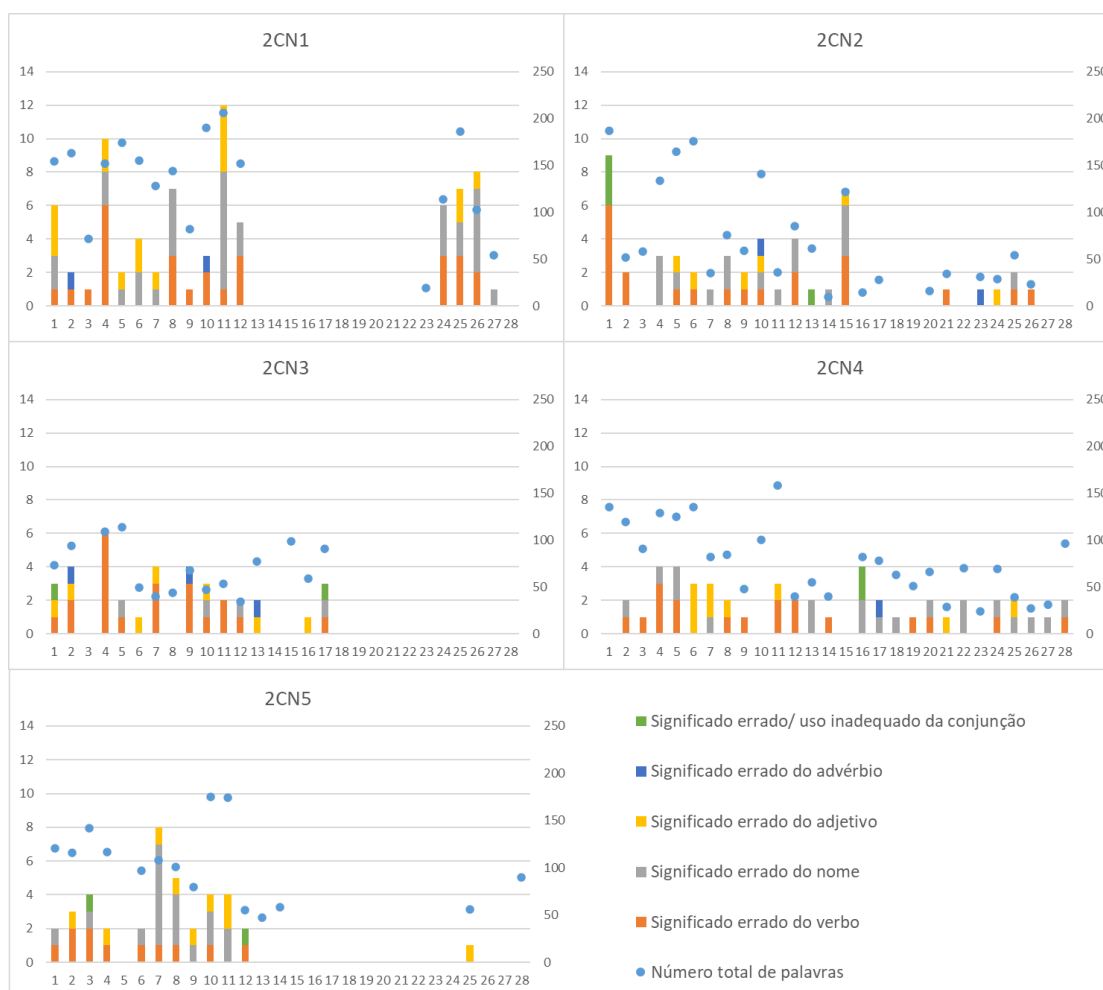 2CN1
14 250
12 200
10
8 150
6 100
4
2 50
0 0
1 2 3 4 5 6 7 8 9 10 11 12 13 14 15 16 17 18 19 20 21 22 23 24 25 26 27 28
2CN2
14 250
12 200
10
8 150
6 100
4
2 50
0 0
1 2 3 4 5 6 7 8 9 10 11 12 13 14 15 16 17 18 19 20 21 22 23 24 25 26 27 28
2CN3
14 250
12 200
10
8 150
6 100
4
2 50
0 0
1 2 3 4 5 6 7 8 9 10 11 12 13 14 15 16 17 18 19 20 21 22 23 24 25 26 27 28
2CN4
14 250
12 200
10
8 150
6 100
4
2 50
0 0
1 2 3 4 5 6 7 8 9 10 11 12 13 14 15 16 17 18 19 20 21 22 23 24 25 26 27 28
2CN5
14 250
12 200
10
8 150
6 100
4
2 50
0 0
1 2 3 4 5 6 7 8 9 10 11 12 13 14 15 16 17 18 19 20 21 22 23 24 25 26 27 28
Significado errado/ uso inadequado da conjunção
Significado errado do advérbio
Significado errado do adjetivo
Significado errado do nome
Significado errado do verbo
Número total de palavras